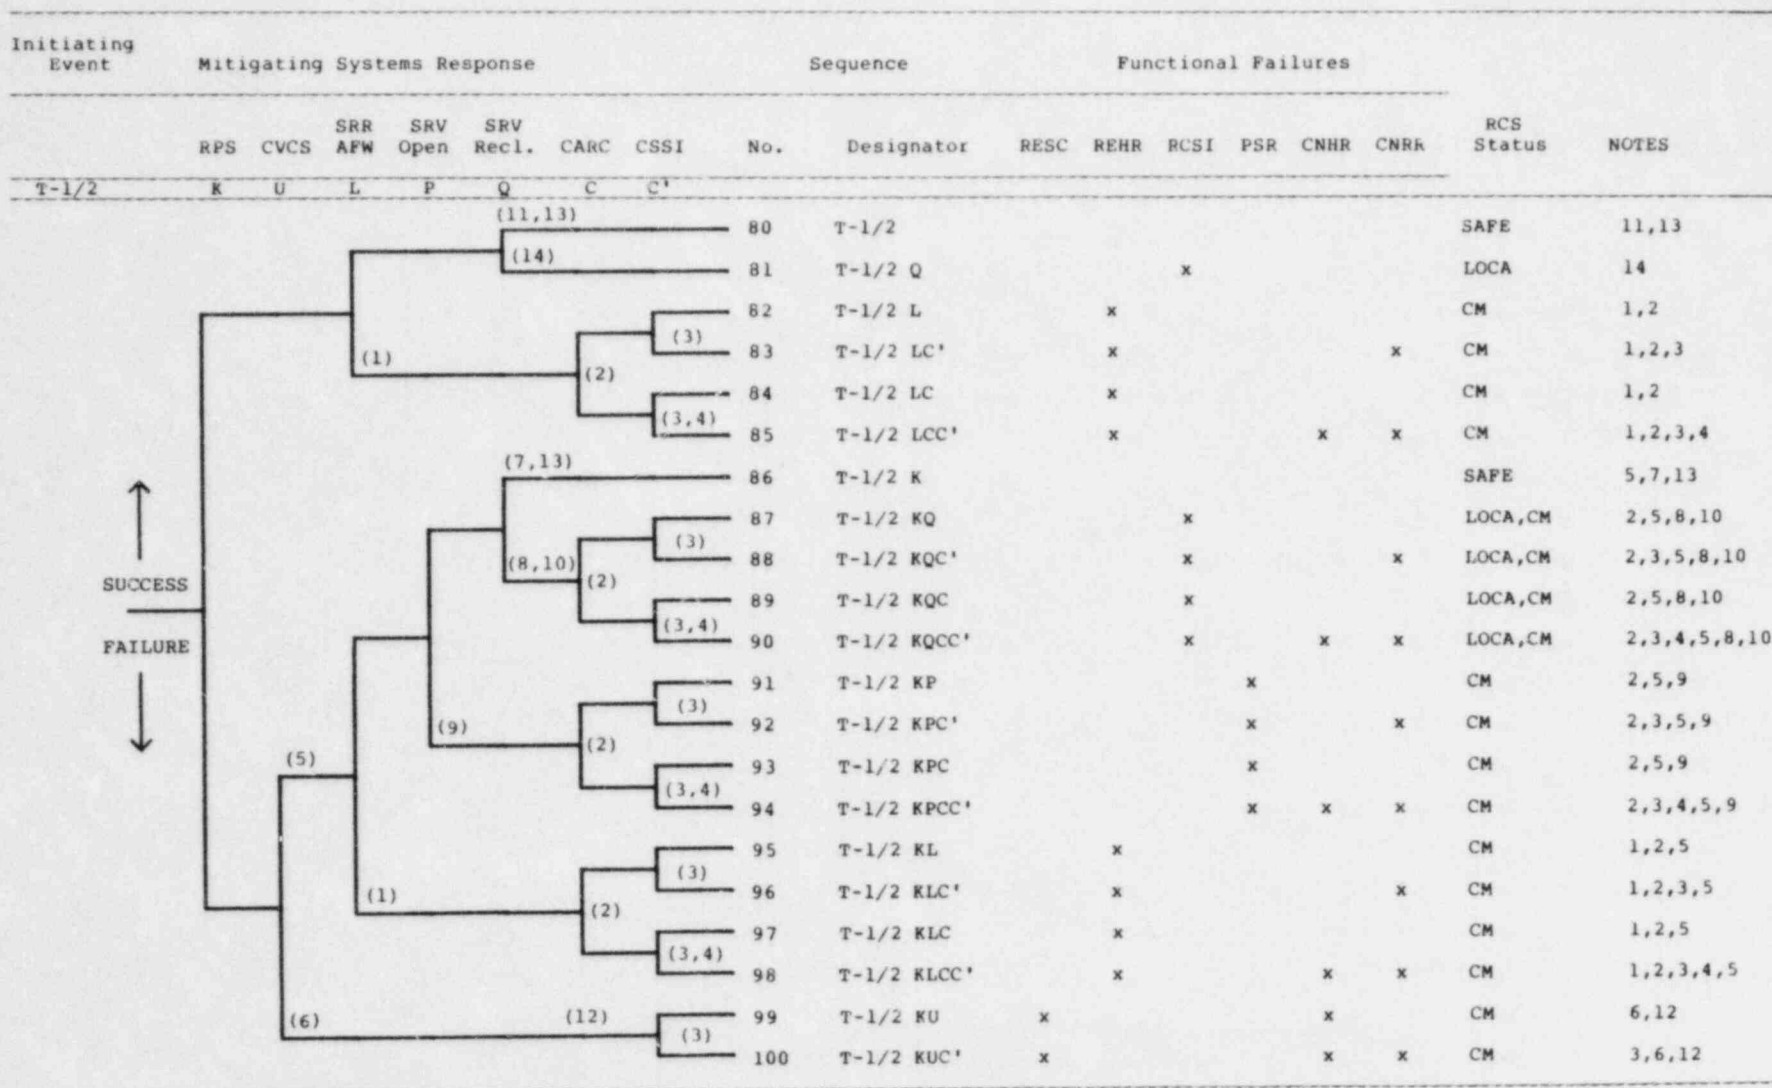 Initiating Event Mitigating Systems Response Sequence Functional Failures
RPS CVCS SRR AFW SRV Open SRV Recl. CARC CSSI No. Designator RESC REHR RCSI PSR CNHR CNRR RCS Status NOTES
T-1/2 K U L P Q C C'
(11,13) 80 T-1/2 SAFE 11,13
(14) 81 T-1/2 Q x LOCA 14
82 T-1/2 L x CM 1,2
(3)
83 T-1/2 LC' x x CM 1,2,3
(1) (2)
84 T-1/2 LC x CM 1,2
(3,4)
85 T-1/2 LCC' x x x CM 1,2,3,4
(7,13)
86 T-1/2 K SAFE 5,7,13
87 T-1/2 KQ x LOCA,CM 2,5,8,10
(3)
88 T-1/2 KQC' x x LOCA,CM 2,3,5,8,10
(8,10) (2)
SUCCESS
89 T-1/2 KQC x LOCA,CM 2,5,8,10
(3,4)
FAILURE
90 T-1/2 KQCC' x x x LOCA,CM 2,3,4,5,8,10
91 T-1/2 KP x CM 2,5,9
(3)
92 T-1/2 KPC' x x CM 2,3,5,9
(9) (2)
(5)
93 T-1/2 KPC x CM 2,5,9
(3,4)
94 T-1/2 KPCC' x x x CM 2,3,4,5,9
95 T-1/2 KL x CM 1,2,5
(3)
96 T-1/2 KLC' x x CM 1,2,3,5
(1) (2)
97 T-1/2 KLC x CM 1,2,5
(3,4)
98 T-1/2 KLCC' x x x CM 1,2,3,4,5
(6) (12)
99 T-1/2 KU x x CM 6,12
(3)
100 T-1/2 KUC' x x x CM 3,6,12